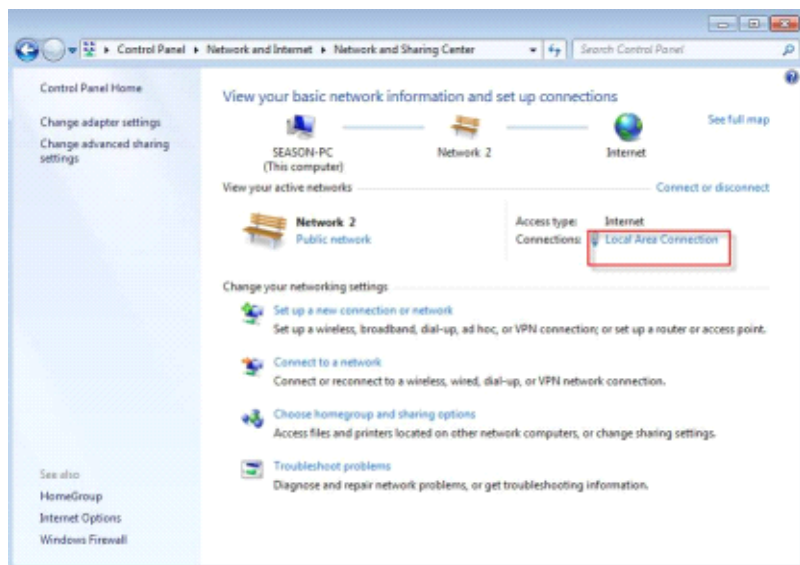 Control Panel ▸ Network and Internet ▸ Network and Sharing Center
Search Control Panel
Control Panel Home
Change adapter settings
Change advanced sharing
settings
View your basic network information and set up connections
See full map
SEASON-PC
(This computer)
Network 2
Internet
View your active networks
Connect or disconnect
Network 2
Public network
Access type: Internet
Connections: Local Area Connection
Change your networking settings
Set up a new connection or network
Set up a wireless, broadband, dial-up, ad hoc, or VPN connection; or set up a router or access point.
Connect to a network
Connect or reconnect to a wireless, wired, dial-up, or VPN network connection.
Choose homegroup and sharing options
Access files and printers located on other network computers, or change sharing settings.
Troubleshoot problems
Diagnose and repair network problems, or get troubleshooting information.
See also
HomeGroup
Internet Options
Windows Firewall